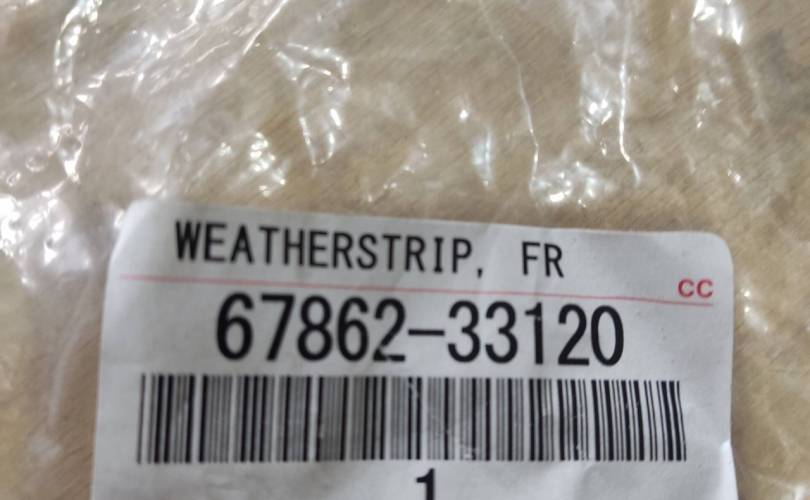 WEATHERSTRIP, FR
CC
67862-33120
1